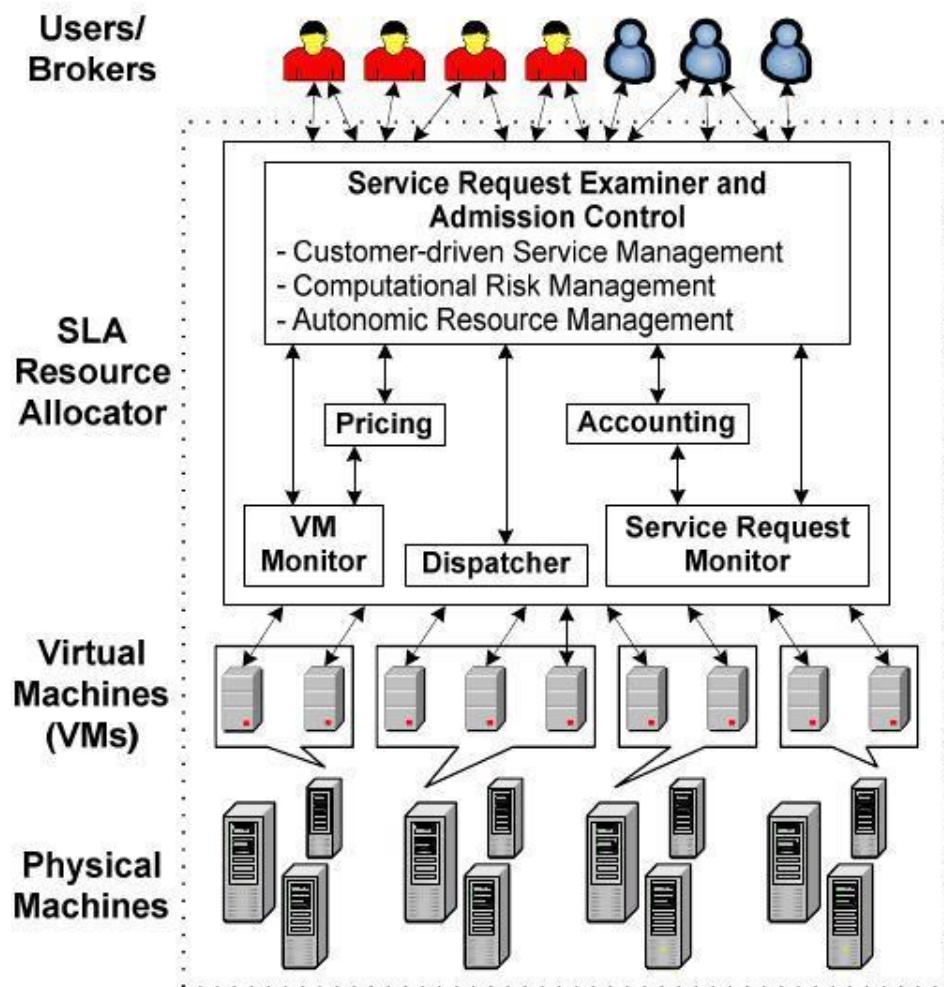 Users/
Brokers
Service Request Examiner and
Admission Control
- Customer-driven Service Management
- Computational Risk Management
- Autonomic Resource Management
SLA
Resource
Allocator
Pricing
Accounting
VM
Monitor
Dispatcher
Service Request
Monitor
Virtual
Machines
(VMs)
Physical
Machines